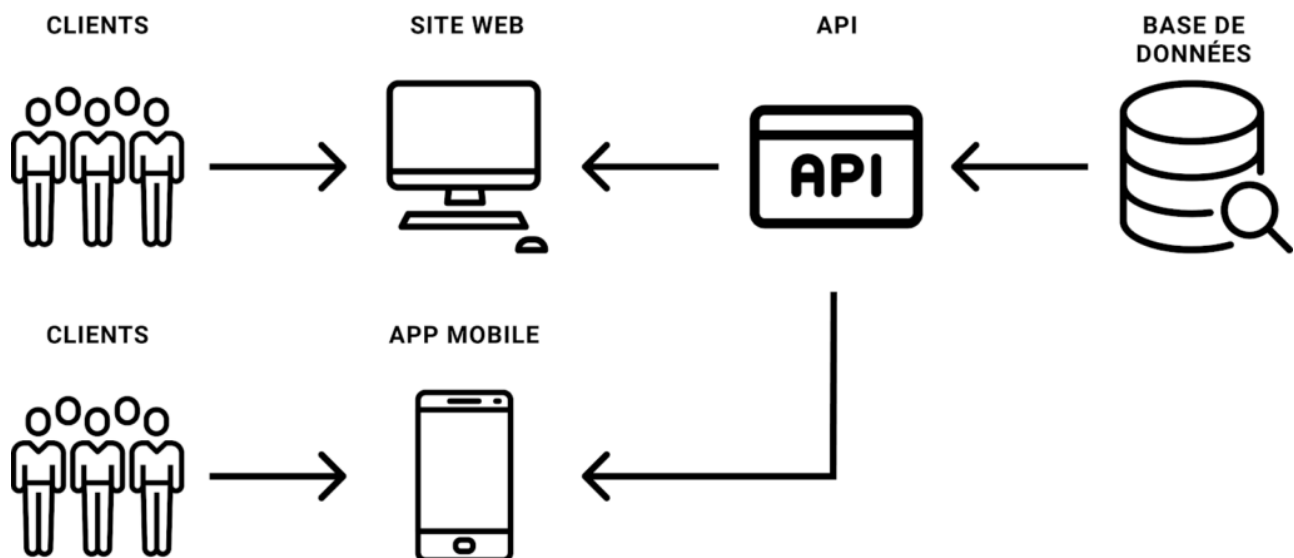 CLIENTS
SITE WEB
API
BASE DE
DONNÉES
API
CLIENTS
APP MOBILE